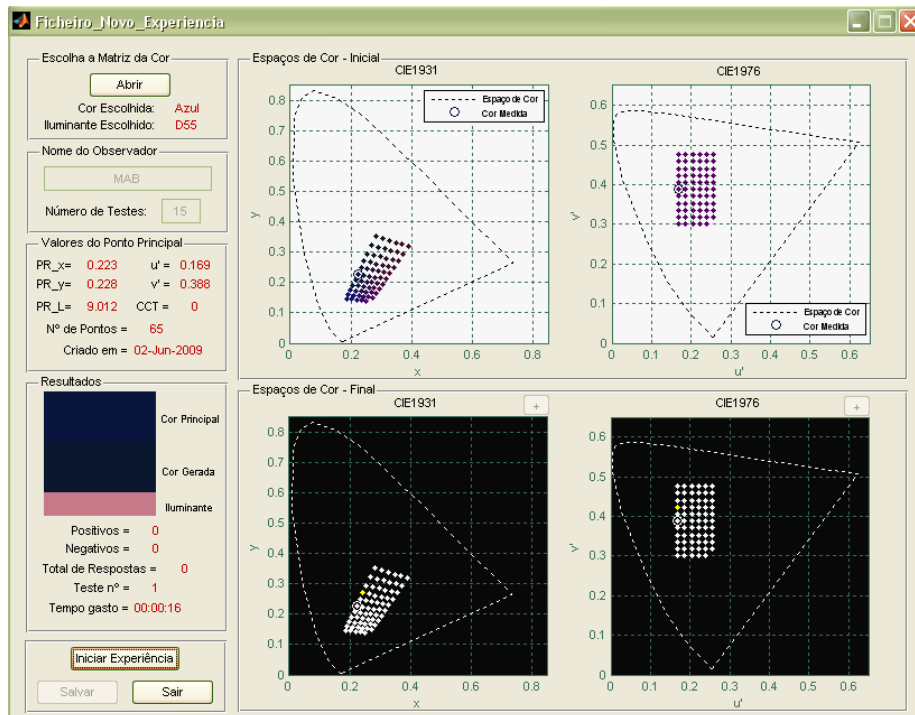 Ficheiro_Novo_Experiencia
Escolha a Matriz da Cor
Abrir
Cor Escolhida: Azul
Iluminante Escolhido: D55
Nome do Observador
MAB
Número de Testes: 15
Valores do Ponto Principal
PR_x= 0.223 u' = 0.169
PR_y= 0.228 v' = 0.388
PR_L= 9.012 CCT = 0
Nº de Pontos = 65
Criado em = 02-Jun-2009
Resultados
Cor Principal
Cor Gerada
Iluminante
Positivos = 0
Negativos = 0
Total de Respostas = 0
Teste nº = 1
Tempo gasto = 00:00:16
Iniciar Experiência
Salvar Sair
Espaços de Cor - Inicial
CIE1931
Espaço de Cor
Cor Medida
0.8
0.7
0.6
0.5
0.4
0.3
0.2
0.1
0
y
0 0.2 0.4 0.6 0.8
x
CIE1976
0.6
0.5
0.4
0.3
0.2
0.1
0
v'
Espaço de Cor
Cor Medida
0 0.1 0.2 0.3 0.4 0.5 0.6
u'
Espaços de Cor - Final
CIE1931
+
0.8
0.7
0.6
0.5
0.4
0.3
0.2
0.1
0
y
0 0.2 0.4 0.6 0.8
x
CIE1976
+
0.6
0.5
0.4
0.3
0.2
0.1
0
v'
0 0.1 0.2 0.3 0.4 0.5 0.6
u'